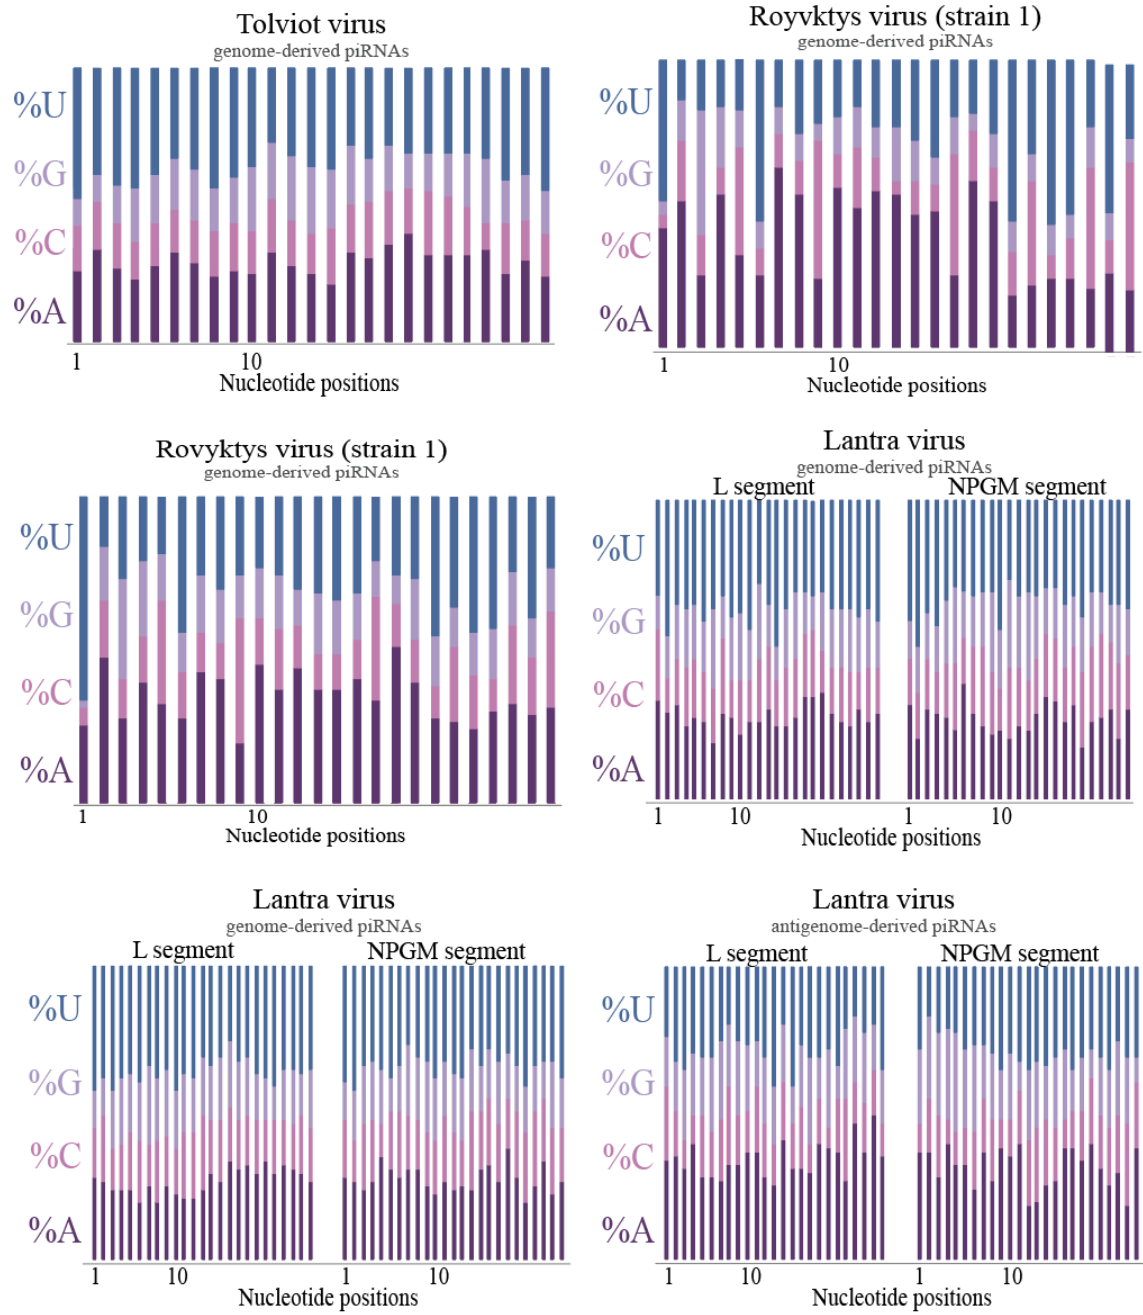 Tolviot virus
genome-derived piRNAs
%U
%G
%C
%A
1 10
Nucleotide positions
Royvktys virus (strain 1)
genome-derived piRNAs
%U
%G
%C
%A
1 10
Nucleotide positions
Rovyktys virus (strain 1)
genome-derived piRNAs
%U
%G
%C
%A
1 10
Nucleotide positions
Lantra virus
genome-derived piRNAs
L segment NPGM segment
%U
%G
%C
%A
1 10 1 10
Nucleotide positions
Lantra virus
genome-derived piRNAs
L segment NPGM segment
%U
%G
%C
%A
1 10 1 10
Nucleotide positions
Lantra virus
antigenome-derived piRNAs
L segment NPGM segment
%U
%G
%C
%A
1 10 1 10
Nucleotide positions